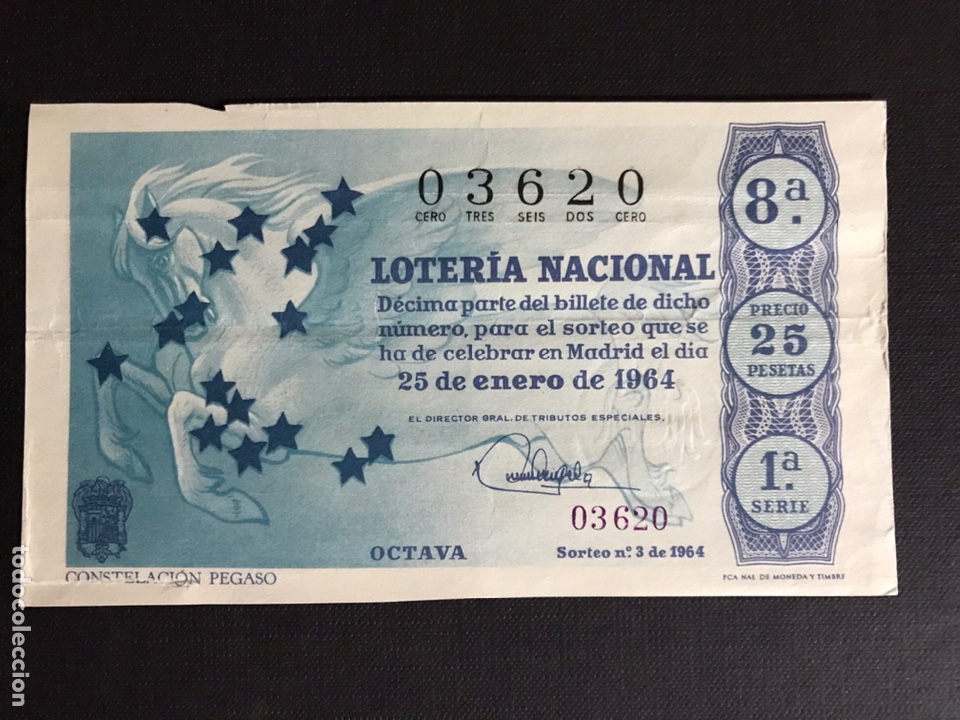 03620
CERO TRES SEIS DOS CERO
LOTERÍA NACIONAL
Décima parte del billete de dicho
número, para el sorteo que se
ha de celebrar en Madrid el dia
25 de enero de 1964
EL DIRECTOR GRAL. DE TRIBUTOS ESPECIALES,
03620
OCTAVA
Sorteo n.º 3 de 1964
8ª.
PRECIO
25
PESETAS
1ª.
SERIE
CONSTELACIÓN PEGASO
FCA NAL DE MONEDA Y TIMBRE
todocoleccion